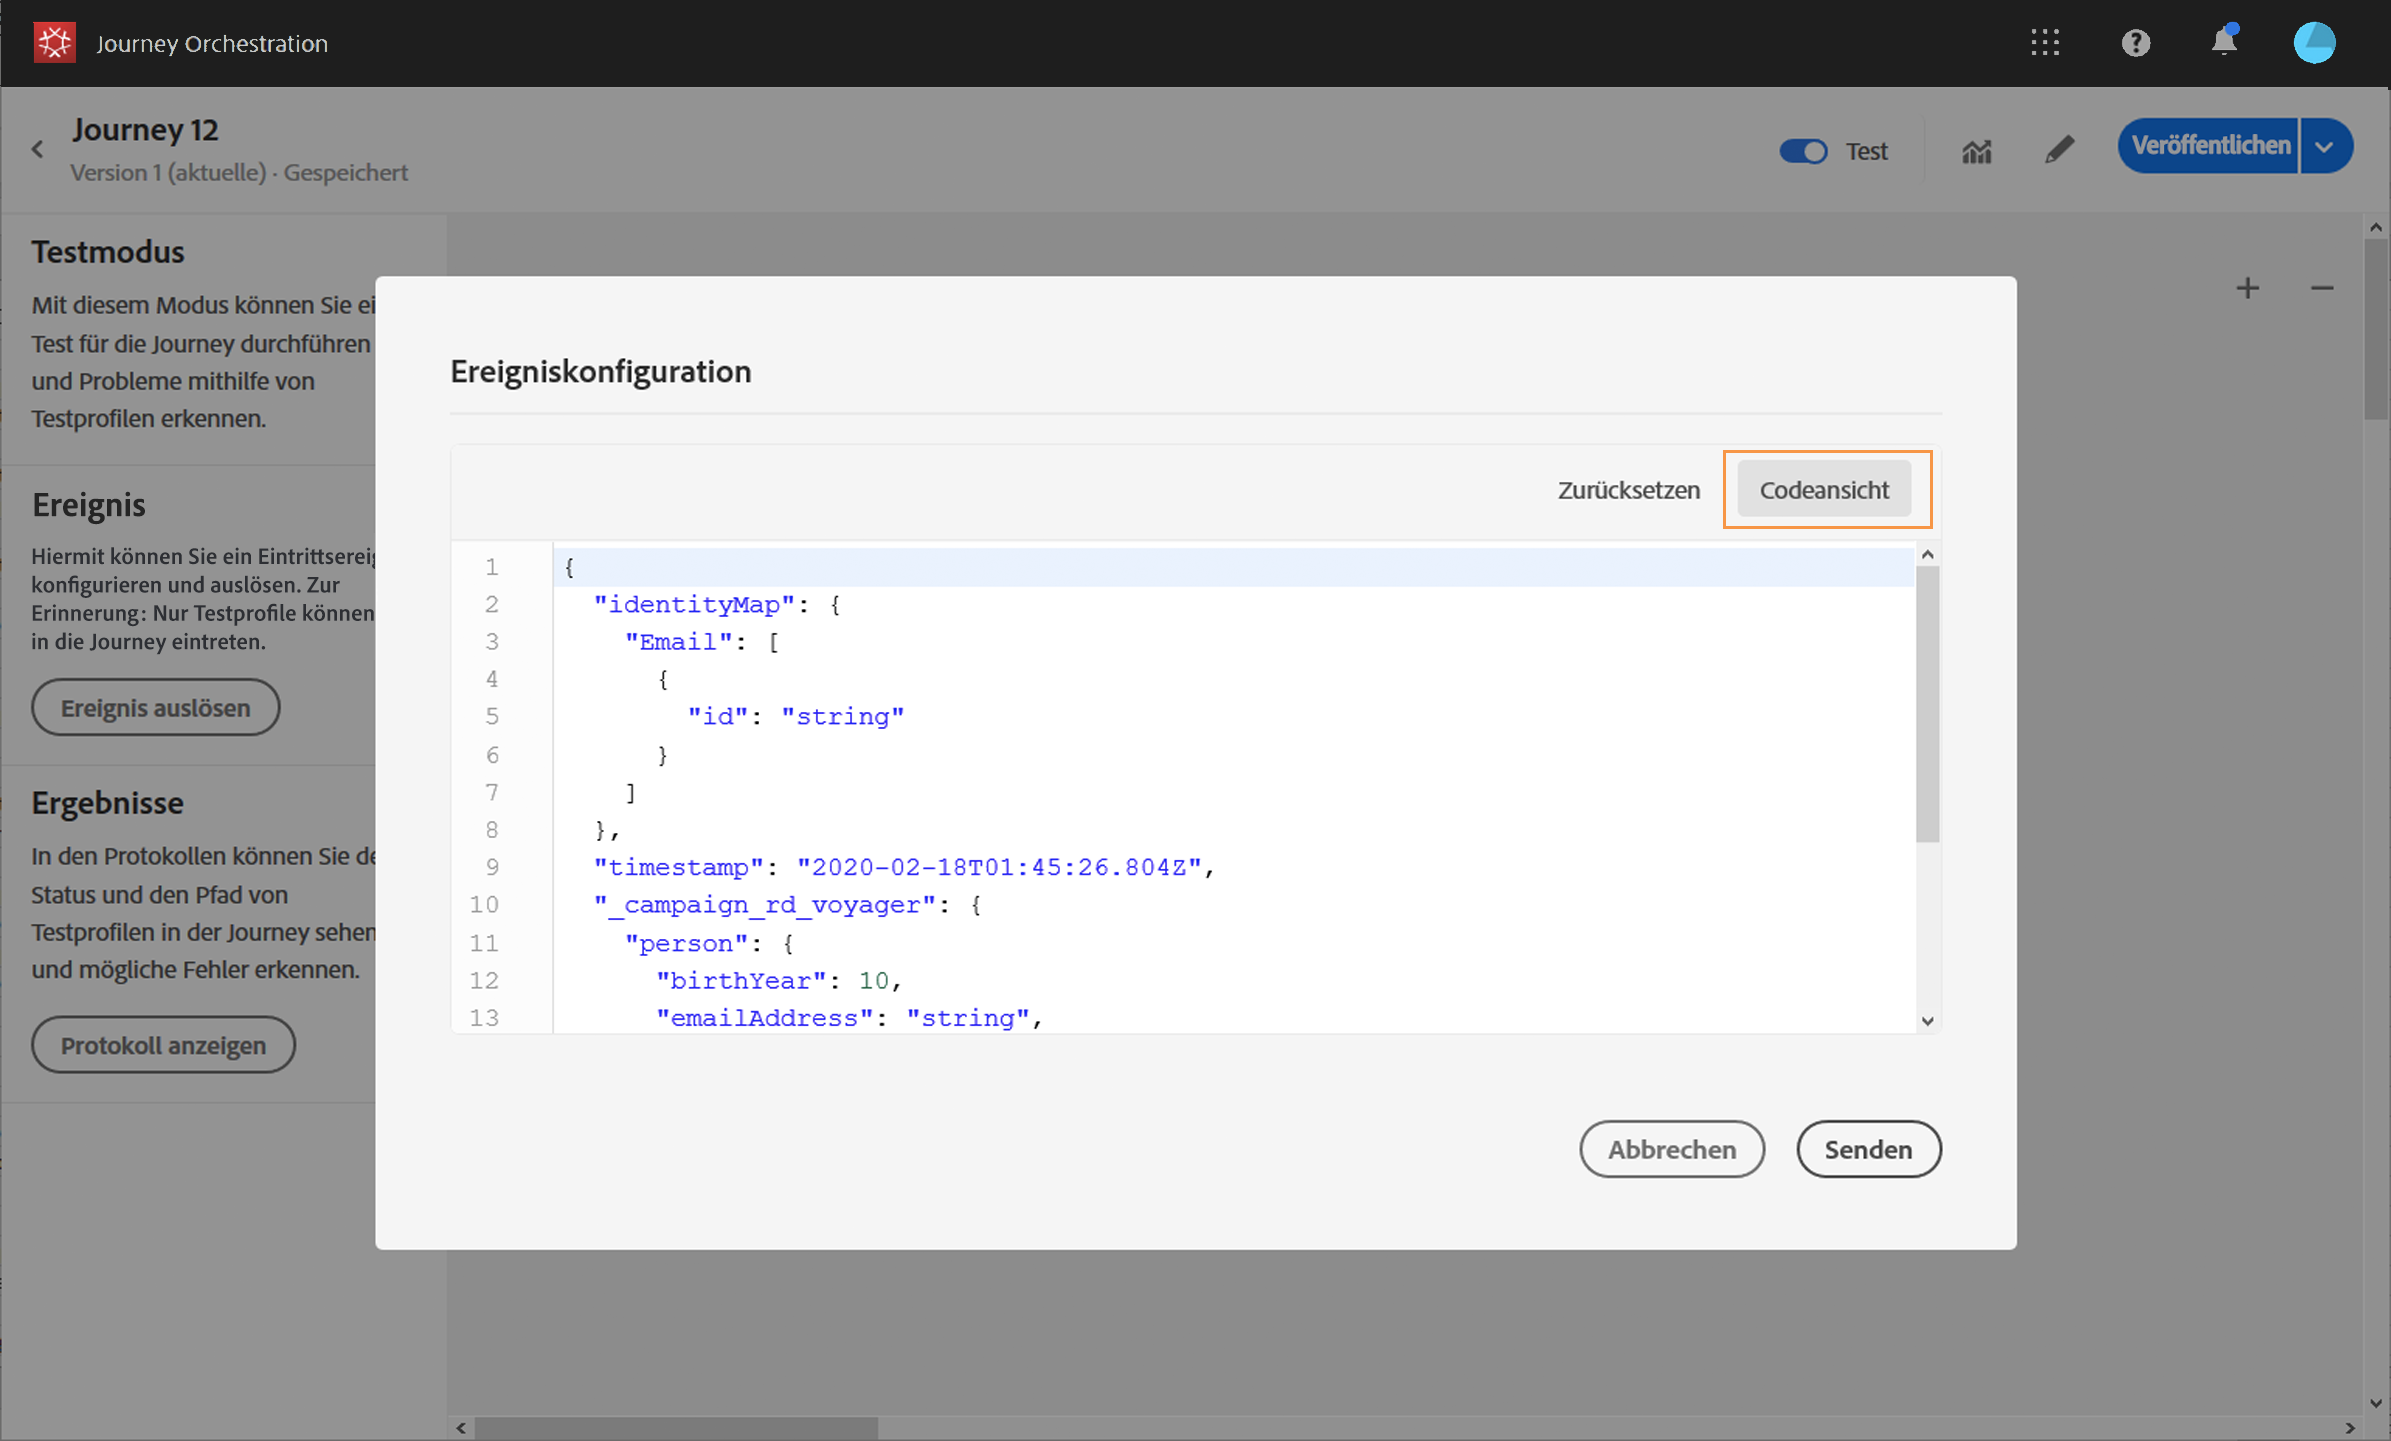 Journey Orchestration
Journey 12
Version 1 (aktuelle) · Gespeichert
Test
Veröffentlichen
Testmodus
Mit diesem Modus können Sie ei
Test für die Journey durchführen
und Probleme mithilfe von
Testprofilen erkennen.
Ereignis
Hiermit können Sie ein Eintrittsereig
konfigurieren und auslösen. Zur
Erinnerung: Nur Testprofile können
in die Journey eintreten.
Ereignis auslösen
Ergebnisse
In den Protokollen können Sie de
Status und den Pfad von
Testprofilen in der Journey sehen
und mögliche Fehler erkennen.
Protokoll anzeigen
Ereigniskonfiguration
Zurücksetzen
Codeansicht
1 {
2 "identityMap": {
3 "Email": [
4 {
5 "id": "string"
6 }
7 ]
8 },
9 "timestamp": "2020-02-18T01:45:26.804Z",
10 "_campaign_rd_voyager": {
11 "person": {
12 "birthYear": 10,
13 "emailAddress": "string",
Abbrechen
Senden